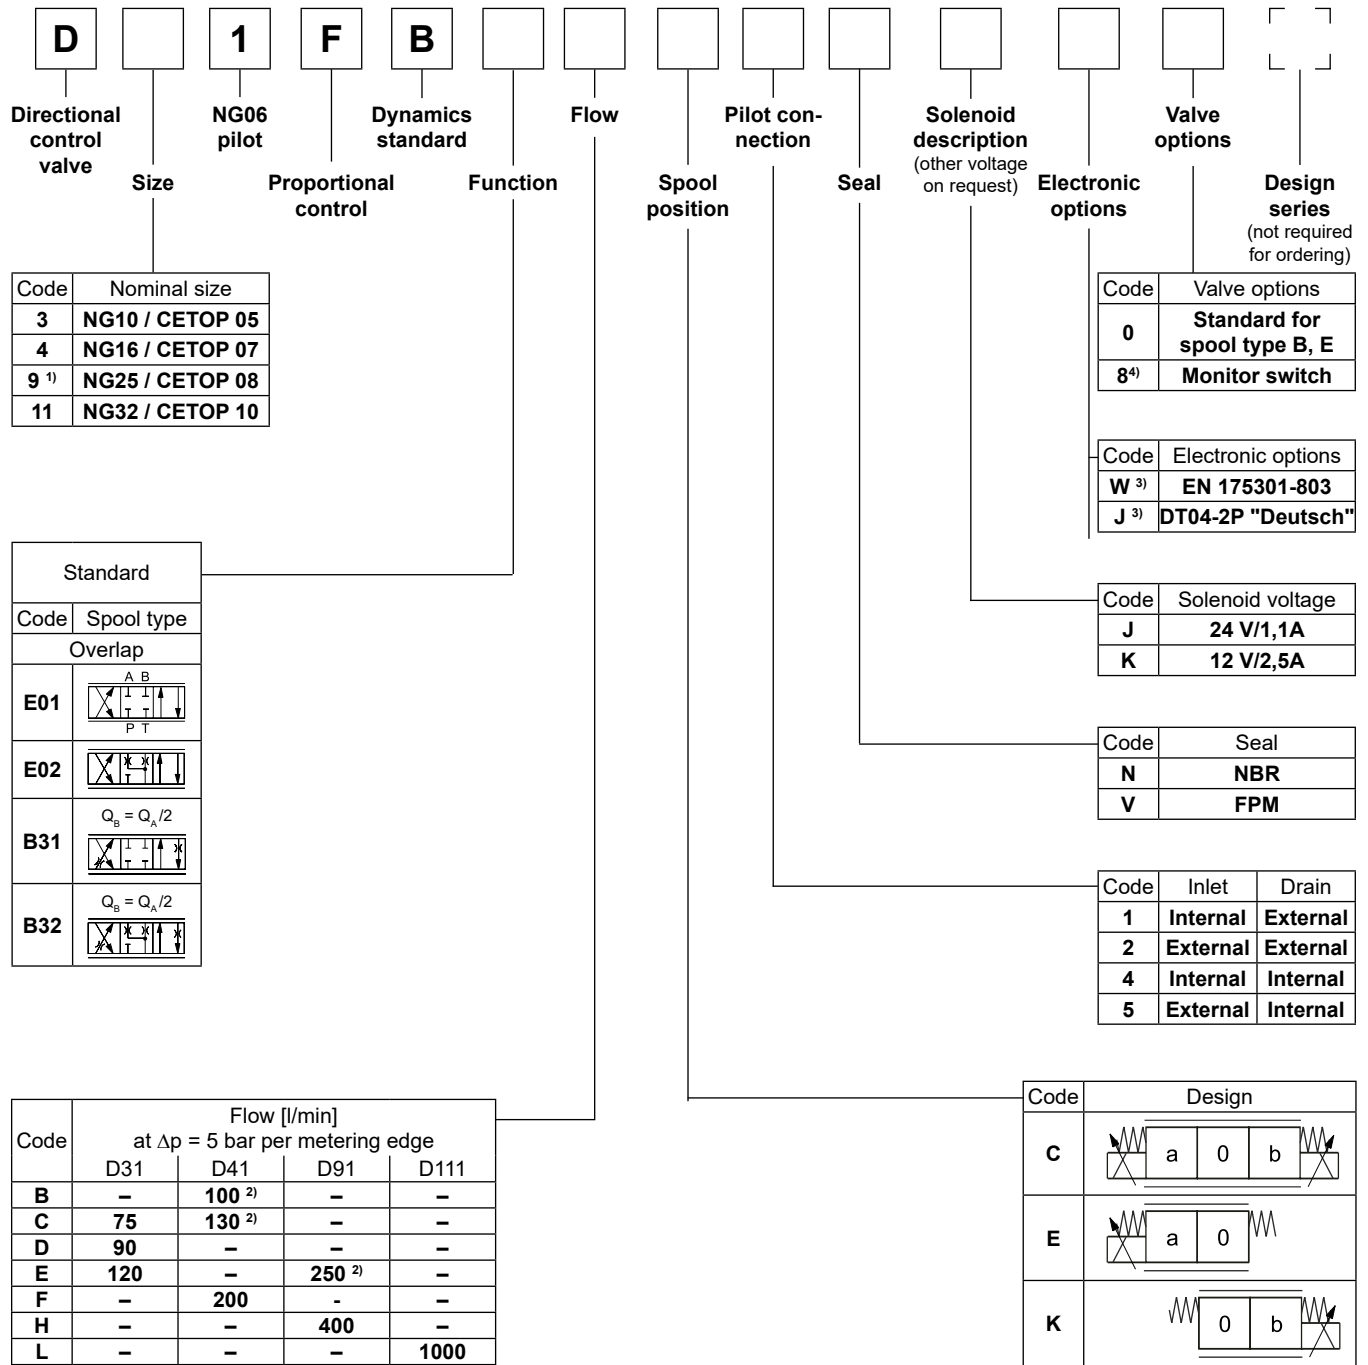 D 1 F B
Directional control valve
Size
NG06 pilot
Proportional control
Dynamics standard
Function
Flow
Spool position
Pilot con-nection
Seal
Solenoid description
(other voltage on request)
Electronic options
Valve options
Design series
(not required for ordering)
Code Nominal size
3 NG10 / CETOP 05
4 NG16 / CETOP 07
9 1) NG25 / CETOP 08
11 NG32 / CETOP 10
Code Valve options
0 Standard for spool type B, E
8 4) Monitor switch
Code Electronic options
W 3) EN 175301-803
J 3) DT04-2P "Deutsch"
Standard
Code Spool type
Overlap
E01 A B P T
E02
B31 QB = QA/2
B32 QB = QA/2
Code Solenoid voltage
J 24 V/1,1A
K 12 V/2,5A
Code Seal
N NBR
V FPM
Code Inlet Drain
1 Internal External
2 External External
4 Internal Internal
5 External Internal
Code Flow [l/min]
at Δp = 5 bar per metering edge
D31 D41 D91 D111
B – 100 2) – –
C 75 130 2) – –
D 90 – – –
E 120 – 250 2) –
F – 200 - –
H – – 400 –
L – – – 1000
Code Design
C a 0 b
E a 0
K 0 b